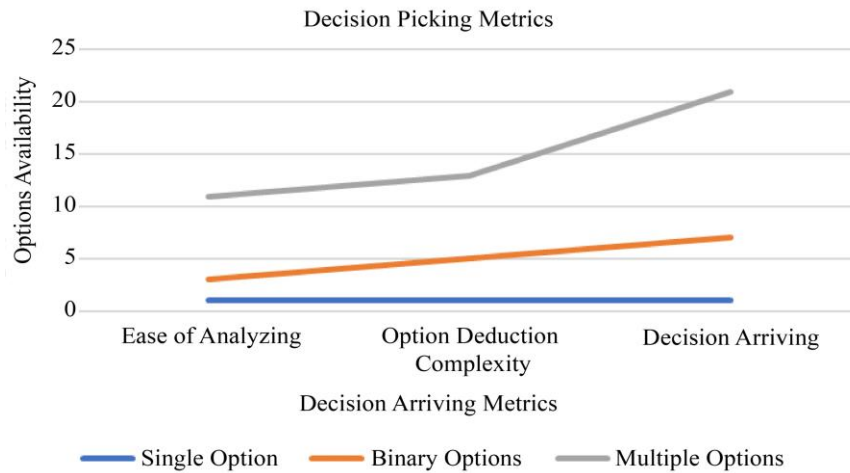 Decision Picking Metrics
Options Availability
25
20
15
10
5
0
Ease of Analyzing
Option Deduction
Complexity
Decision Arriving
Decision Arriving Metrics
Single Option
Binary Options
Multiple Options